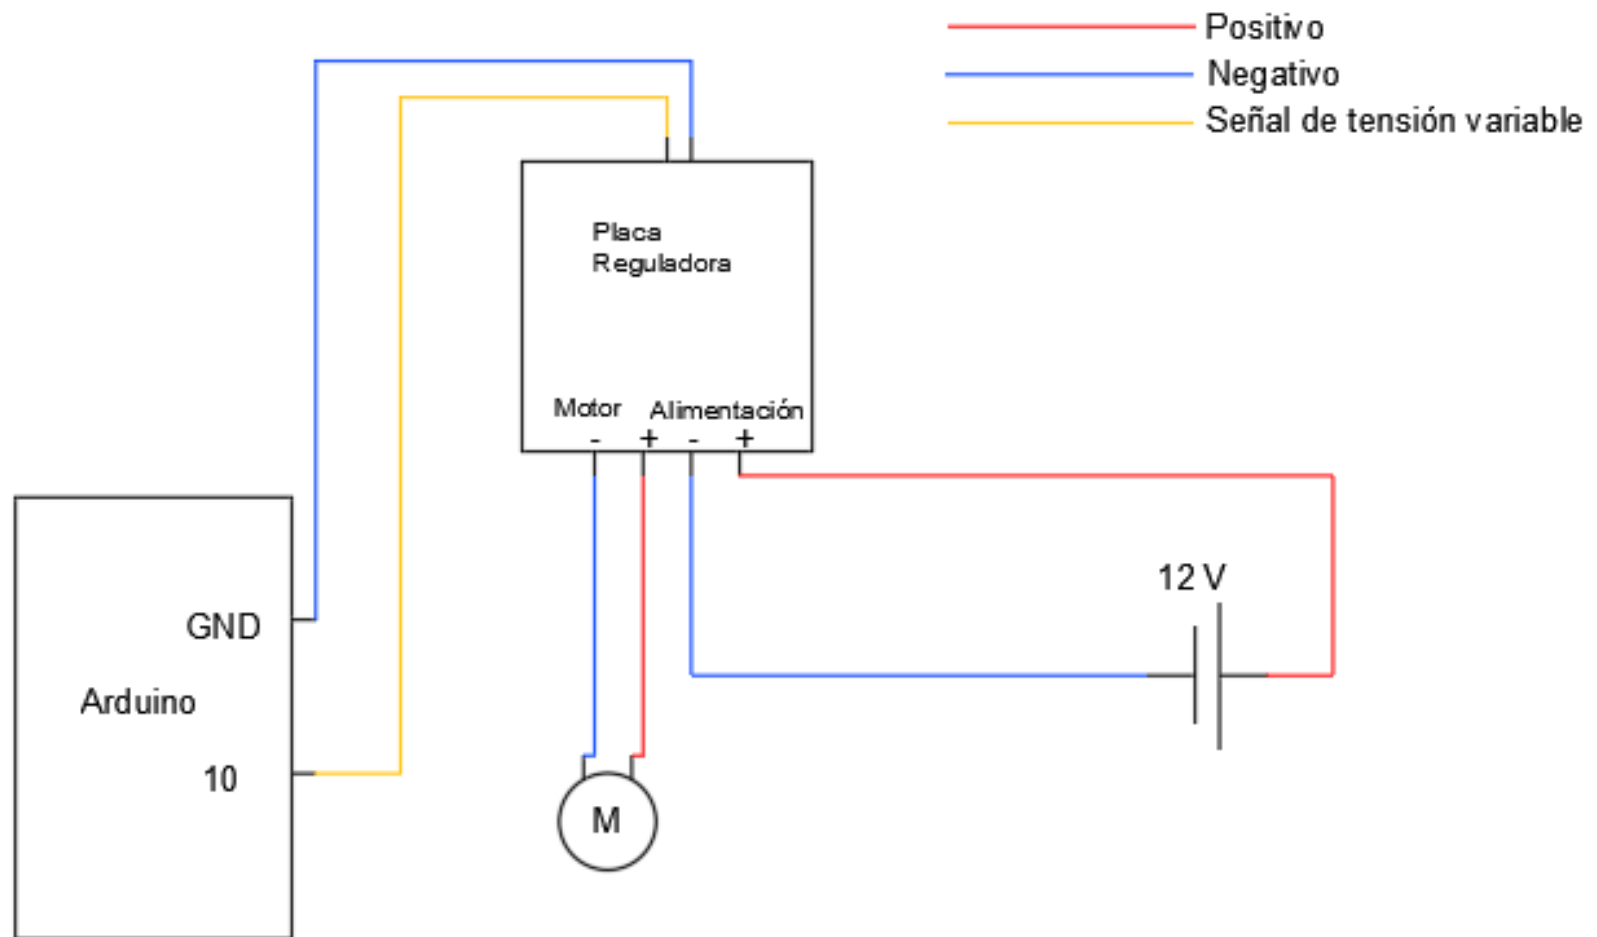 Positivo
Negativo
Señal de tensión variable
Placa
Reguladora
Motor Alimentación
- + - +
12 V
GND
Arduino
10
M